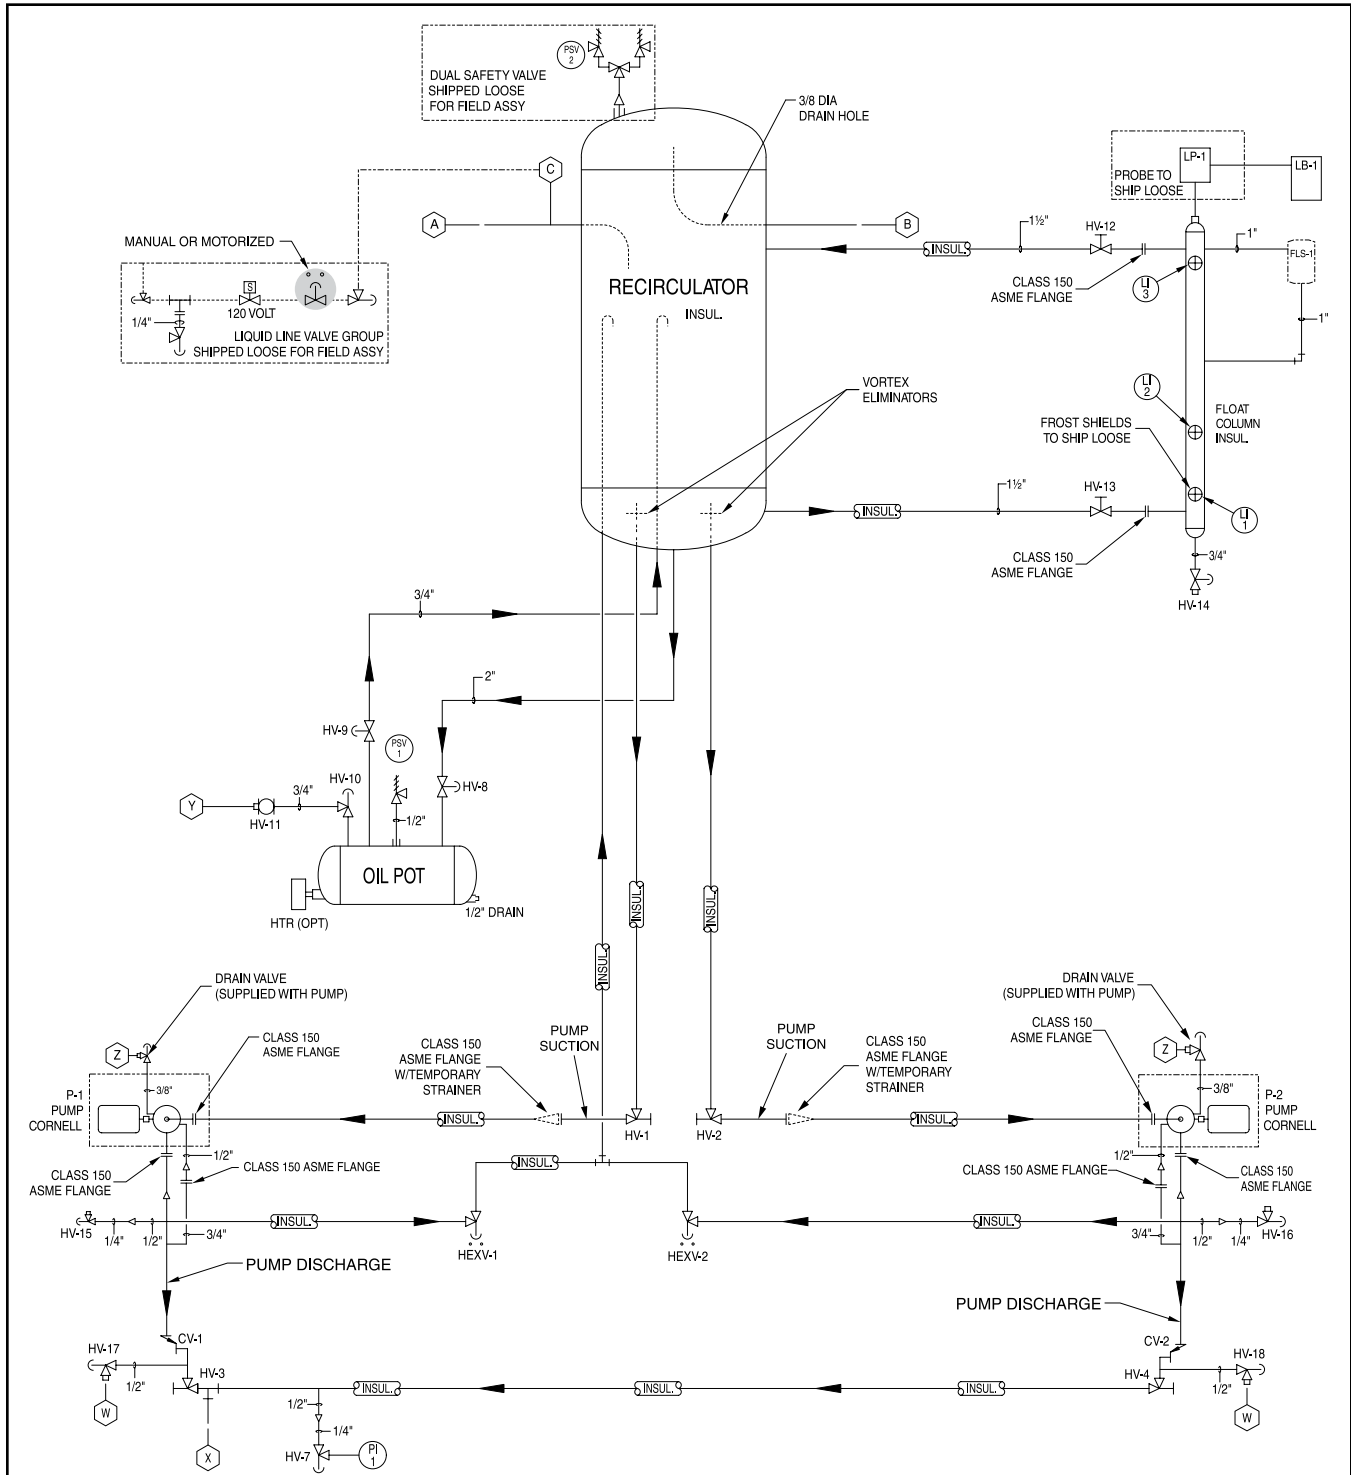 PSV
2
DUAL SAFETY VALVE
SHIPPED LOOSE
FOR FIELD ASSY
3/8 DIA
DRAIN HOLE
LP-1
LB-1
PROBE TO
SHIP LOOSE
C
A
B
MANUAL OR MOTORIZED
S
120 VOLT
1/4"
LIQUID LINE VALVE GROUP
SHIPPED LOOSE FOR FIELD ASSY
RECIRCULATOR
INSUL.
1½"
HV-12
INSUL.
1"
FLS-1
CLASS 150
ASME FLANGE
LI
3
1"
VORTEX
ELIMINATORS
LI
2
FLOAT
COLUMN
INSUL.
FROST SHIELDS
TO SHIP LOOSE
1½"
HV-13
INSUL.
LI
1
CLASS 150
ASME FLANGE
3/4"
HV-14
3/4"
2"
HV-9
PSV
1
HV-10
HV-8
Y
3/4"
HV-11
1/2"
OIL POT
HTR (OPT)
1/2" DRAIN
INSUL.
INSUL.
INSUL.
DRAIN VALVE
(SUPPLIED WITH PUMP)
DRAIN VALVE
(SUPPLIED WITH PUMP)
CLASS 150
ASME FLANGE
CLASS 150
ASME FLANGE
W/TEMPORARY
STRAINER
PUMP
SUCTION
PUMP
SUCTION
CLASS 150
ASME FLANGE
W/TEMPORARY
STRAINER
CLASS 150
ASME FLANGE
Z
Z
3/8"
3/8"
P-1
PUMP
CORNELL
P-2
PUMP
CORNELL
INSUL.
HV-1
HV-2
INSUL.
1/2"
1/2"
CLASS 150
ASME FLANGE
CLASS 150 ASME FLANGE
INSUL.
CLASS 150 ASME FLANGE
CLASS 150
ASME FLANGE
HV-15
1/4"
1/2"
3/4"
INSUL.
HEXV-1
HEXV-2
INSUL.
3/4"
1/2"
1/4"
HV-16
PUMP DISCHARGE
PUMP DISCHARGE
CV-1
CV-2
HV-17
1/2"
HV-3
HV-4
HV-18
1/2"
INSUL.
INSUL.
INSUL.
W
W
1/2"
1/4"
X
HV-7
PI
1